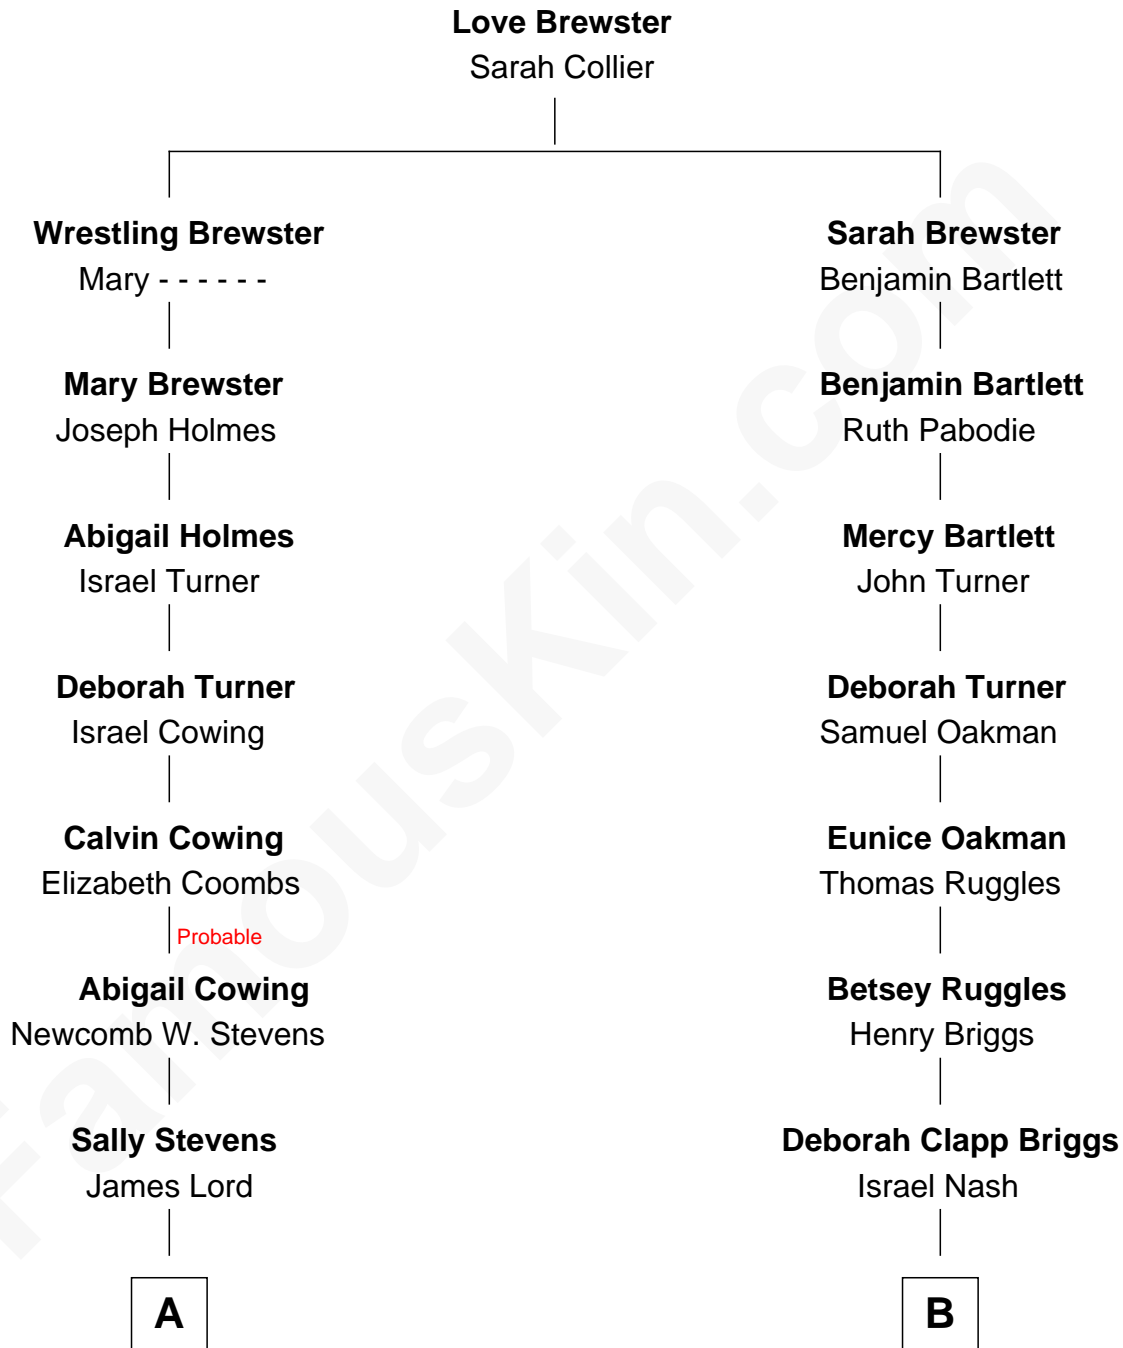 Love Brewster
Sarah Collier
Wrestling Brewster
Mary - - - - - -
Mary Brewster
Joseph Holmes
Abigail Holmes
Israel Turner
Deborah Turner
Israel Cowing
Calvin Cowing
Elizabeth Coombs
Probable
Abigail Cowing
Newcomb W. Stevens
Sally Stevens
James Lord
A
Sarah Brewster
Benjamin Bartlett
Benjamin Bartlett
Ruth Pabodie
Mercy Bartlett
John Turner
Deborah Turner
Samuel Oakman
Eunice Oakman
Thomas Ruggles
Betsey Ruggles
Henry Briggs
Deborah Clapp Briggs
Israel Nash
B
FamousKin.com